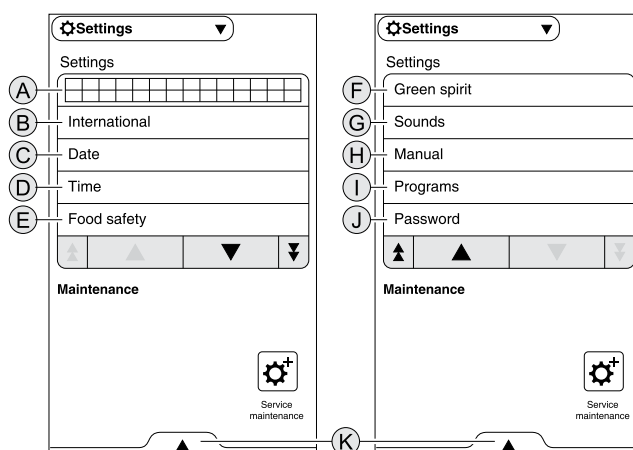 Settings
Settings
A
B International
C Date
D Time
E Food safety
Maintenance
Service
maintenance
Settings
Settings
F Green spirit
G Sounds
H Manual
I Programs
J Password
Maintenance
Service
maintenance
K